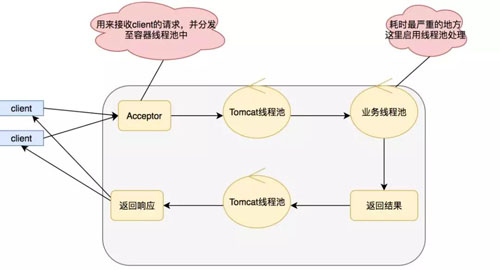 用来接收client的请求，并分发
至容器线程池中
耗时最严重的地方
这里启用线程池处理
client
client
Acceptor
Tomcat线程池
业务线程池
返回响应
Tomcat线程池
返回结果